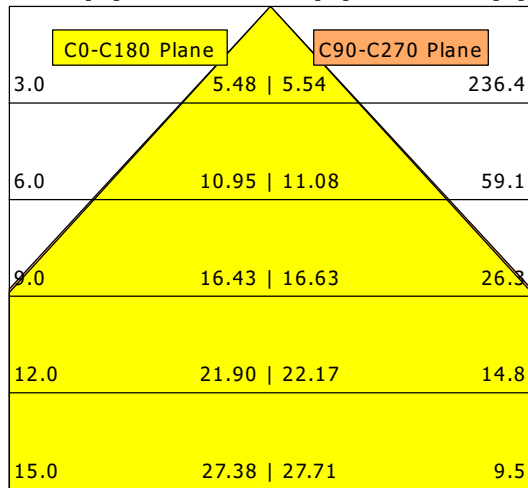 C0-C180 Plane C90-C270 Plane
3.0 5.48 | 5.54 236.4
6.0 10.95 | 11.08 59.1
9.0 16.43 | 16.63 26.3
12.0 21.90 | 22.17 14.8
15.0 27.38 | 27.71 9.5